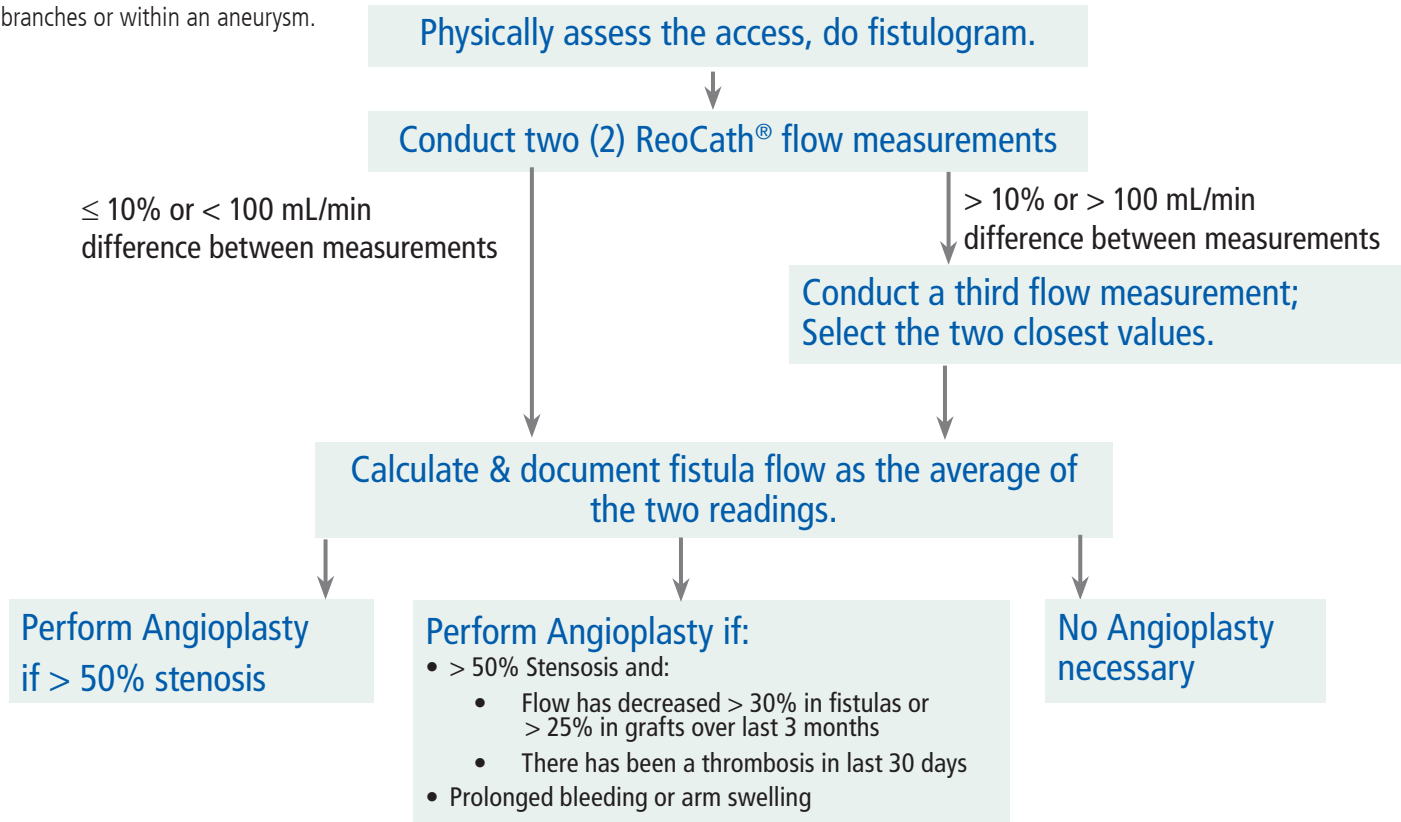 branches or within an aneurysm.
Physically assess the access, do fistulogram.
Conduct two (2) ReoCath® flow measurements
≤ 10% or < 100 mL/min
difference between measurements
> 10% or > 100 mL/min
difference between measurements
Conduct a third flow measurement;
Select the two closest values.
Calculate & document fistula flow as the average of
the two readings.
Perform Angioplasty
if > 50% stenosis
Perform Angioplasty if:
• > 50% Stensosis and:
• Flow has decreased > 30% in fistulas or
> 25% in grafts over last 3 months
• There has been a thrombosis in last 30 days
• Prolonged bleeding or arm swelling
No Angioplasty
necessary